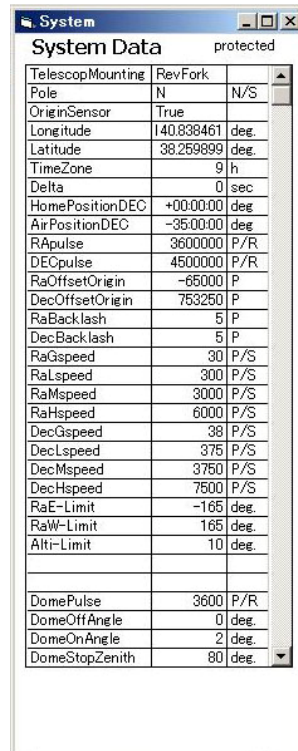 System
System Data protected
TelescopMounting RevFork
Pole N N/S
OriginSensor True
Longitude 140.838461 deg.
Latitude 38.259899 deg.
TimeZone 9 h
Delta 0 sec
HomePositionDEC +00:00:00 deg
AirPositionDEC -35:00:00 deg
RApulse 3600000 P/R
DECpulse 4500000 P/R
RaOffsetOrigin -65000 P
DecOffsetOrigin 753250 P
RaBacklash 5 P
DecBacklash 5 P
RaGspeed 30 P/S
RaLspeed 300 P/S
RaMspeed 3000 P/S
RaHspeed 6000 P/S
DecGspeed 38 P/S
DecLspeed 375 P/S
DecMspeed 3750 P/S
DecHspeed 7500 P/S
RaE-Limit -165 deg.
RaW-Limit 165 deg.
Alti-Limit 10 deg.
DomePulse 3600 P/R
DomeOffAngle 0 deg.
DomeOnAngle 2 deg.
DomeStopZenith 80 deg.